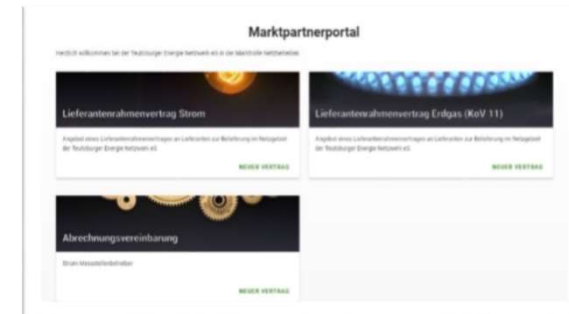 Marktpartnerportal
Herzlich willkommen bei der Teutoburger Energie Netzwerk eG in der Marktrolle Netzbetreiber.
Lieferantenrahmenvertrag Strom
Angebot eines Lieferantenrahmenvertrages an Lieferanten zur Belieferung im Netzgebiet
der Teutoburger Energie Netzwerk eG
NEUER VERTRAG
Lieferantenrahmenvertrag Erdgas (KoV 11)
Angebot eines Lieferantenrahmenvertrages an Lieferanten zur Belieferung im Netzgebiet
der Teutoburger Energie Netzwerk eG
NEUER VERTRAG
Abrechnungsvereinbarung
Strom Messstellenbetreiber
NEUER VERTRAG